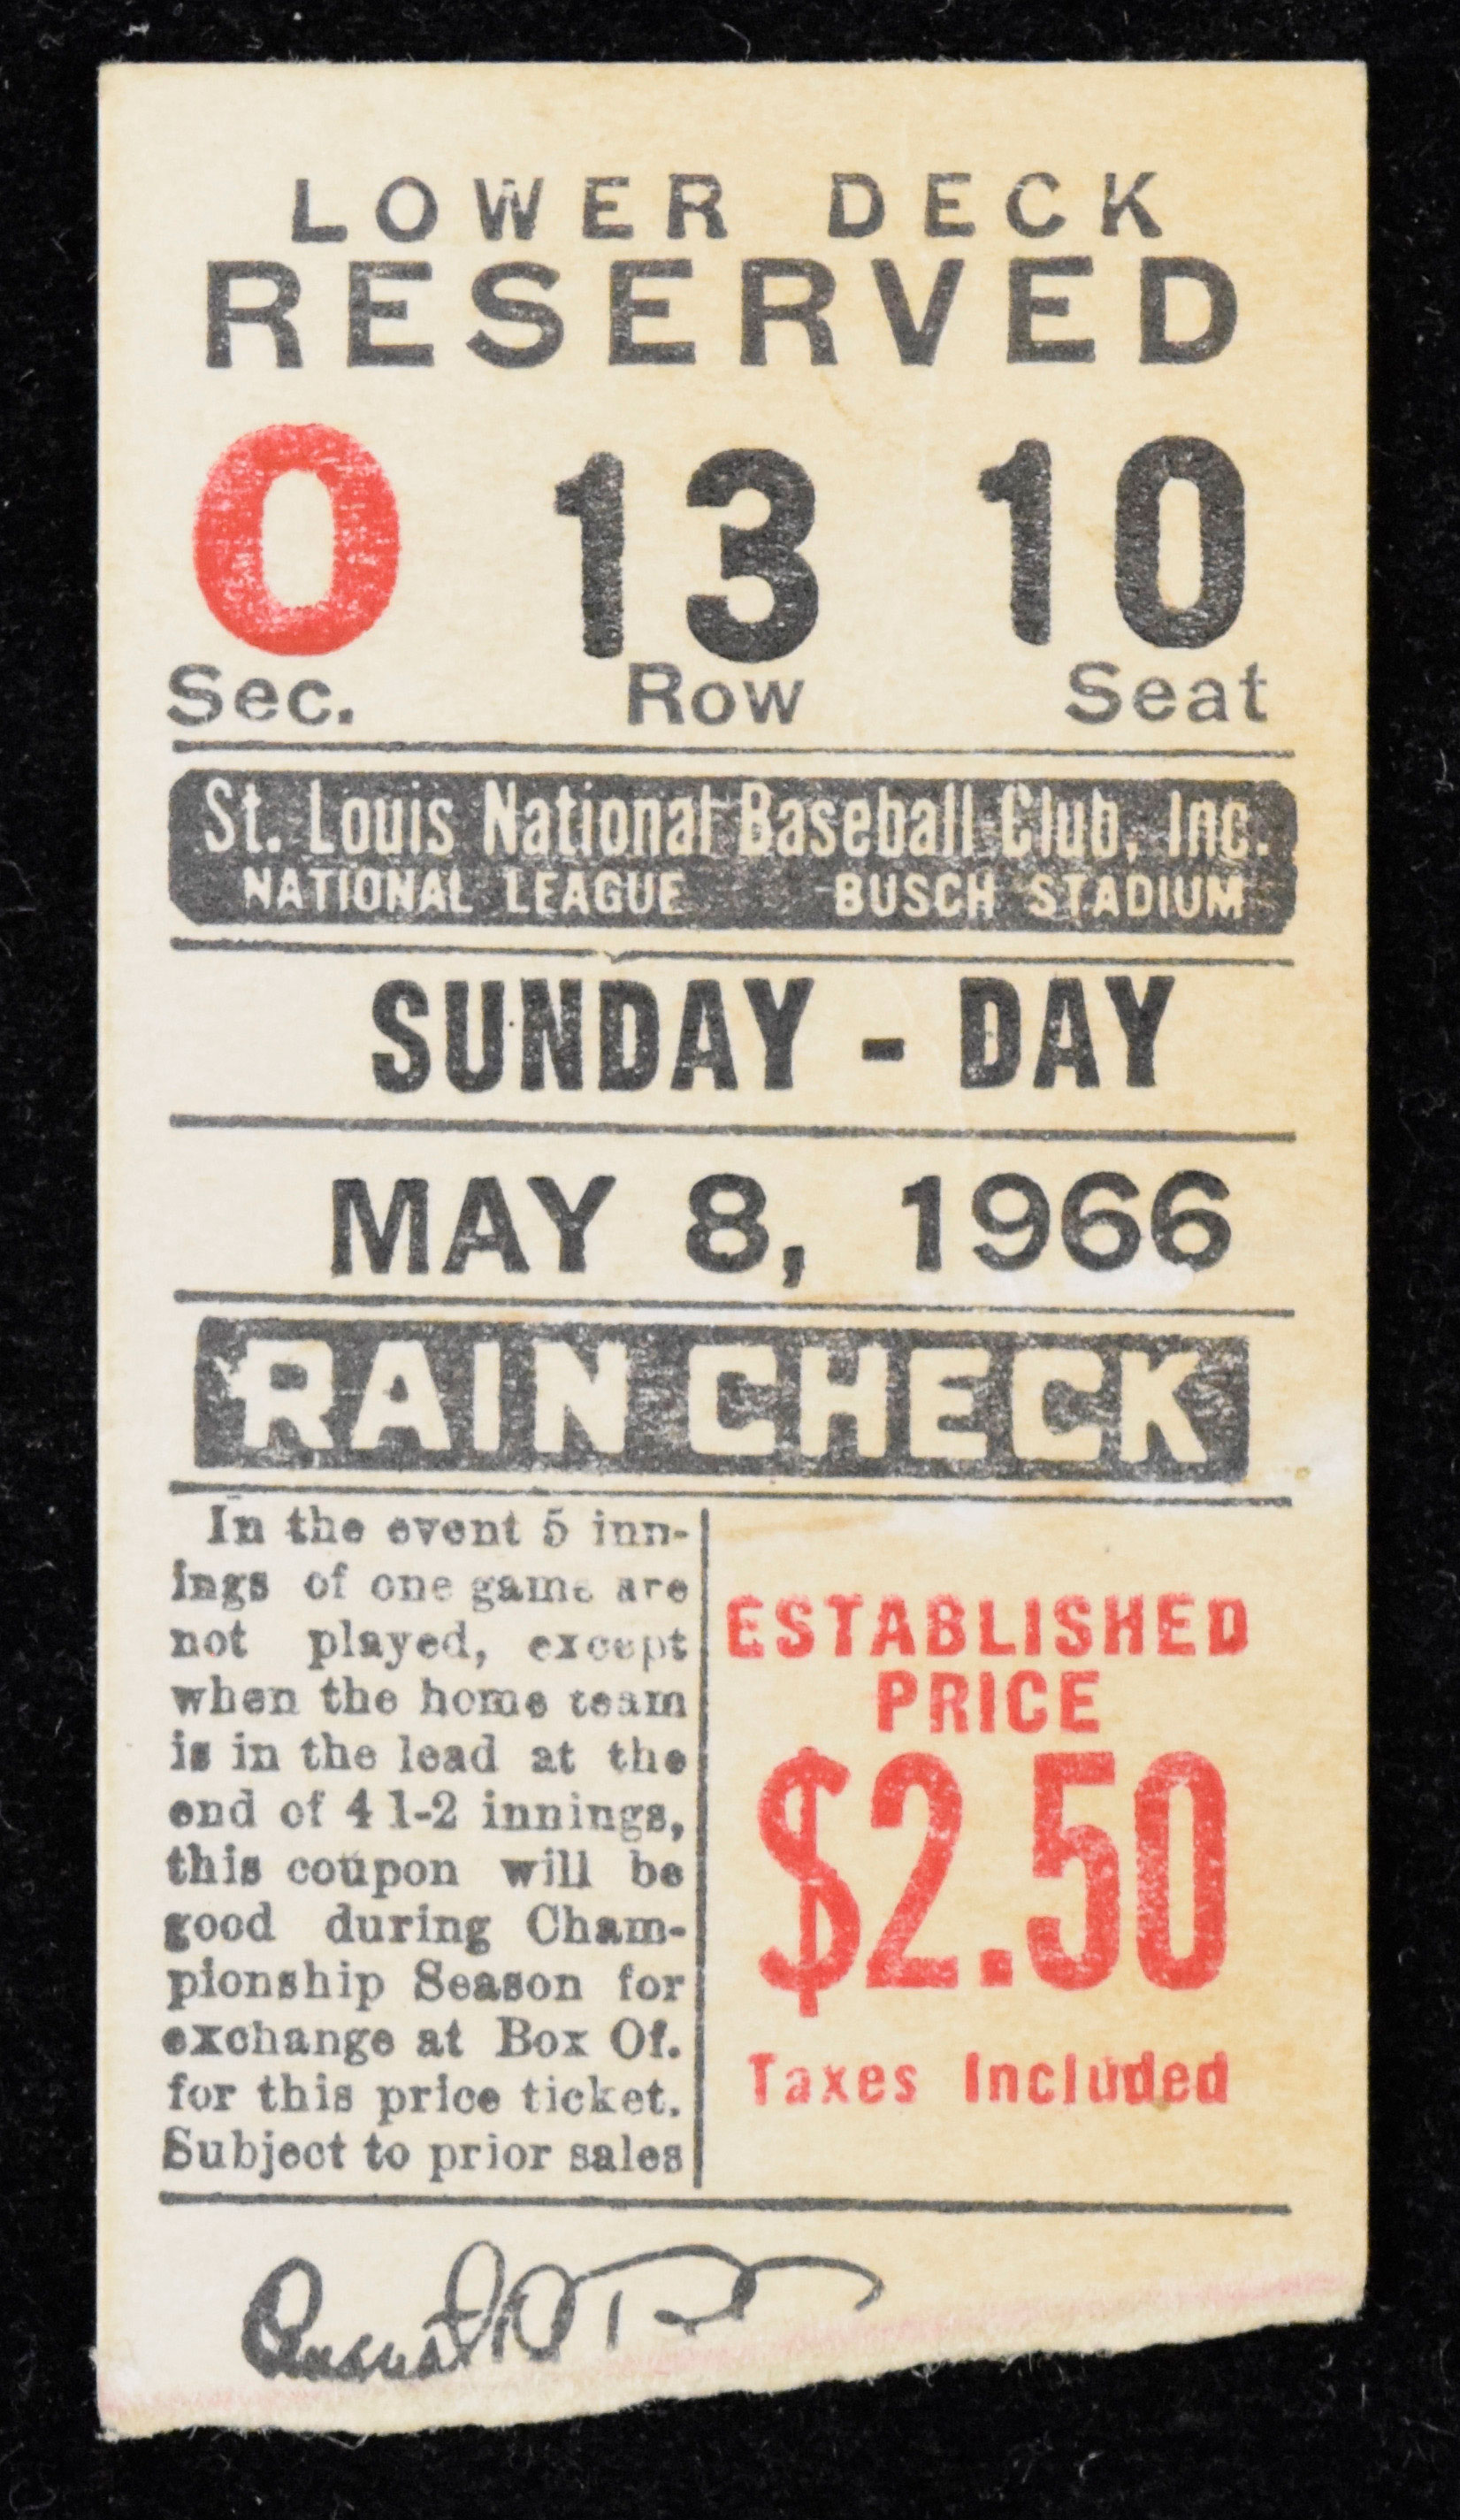 LOWER DECK
RESERVED
O 13 10
Sec. Row Seat
St. Louis National Baseball Club, Inc.
NATIONAL LEAGUE BUSCH STADIUM
SUNDAY - DAY
MAY 8, 1966
RAIN CHECK
In the event 5 inn-
ings of one game are
not played, except
when the home team
is in the lead at the
end of 4 1-2 innings,
this coupon will be
good during Cham-
pionship Season for
exchange at Box Of.
for this price ticket.
Subject to prior sales
ESTABLISHED
PRICE
$2.50
Taxes Included
August A